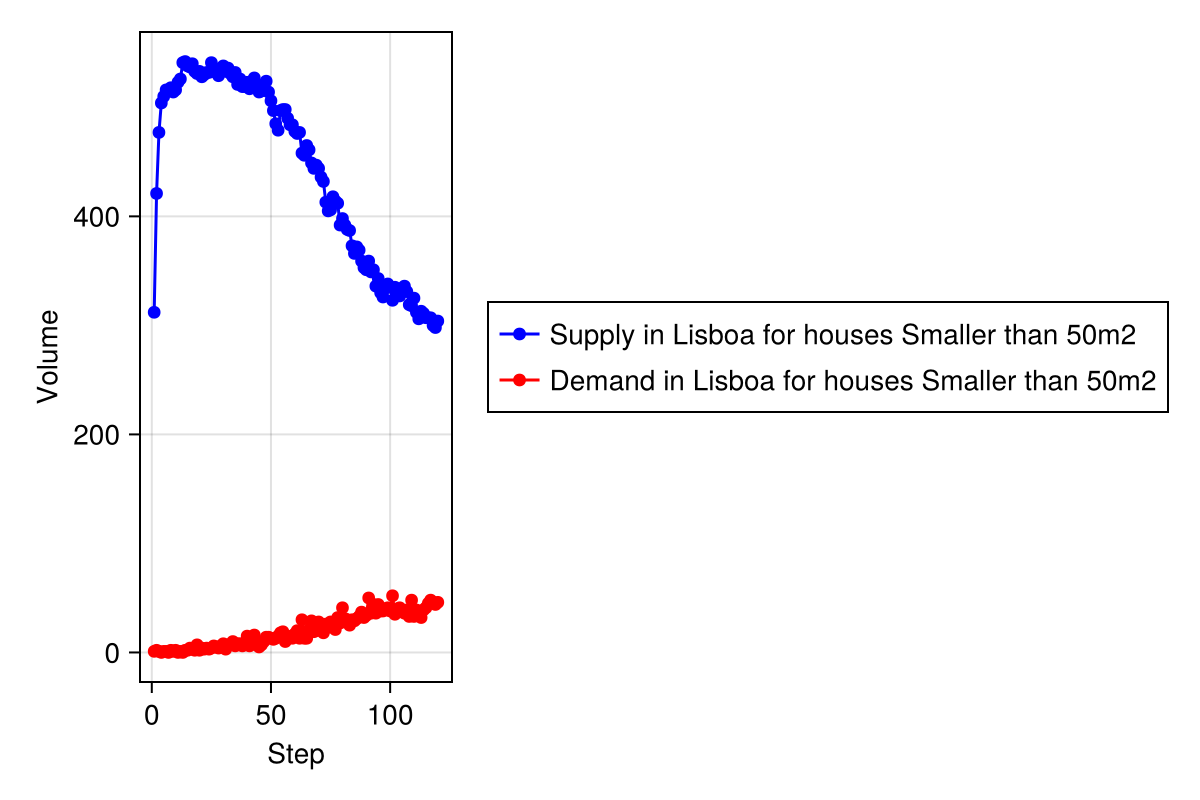 Volume
400
200
0
0 50 100
Step
Supply in Lisboa for houses Smaller than 50m2
Demand in Lisboa for houses Smaller than 50m2